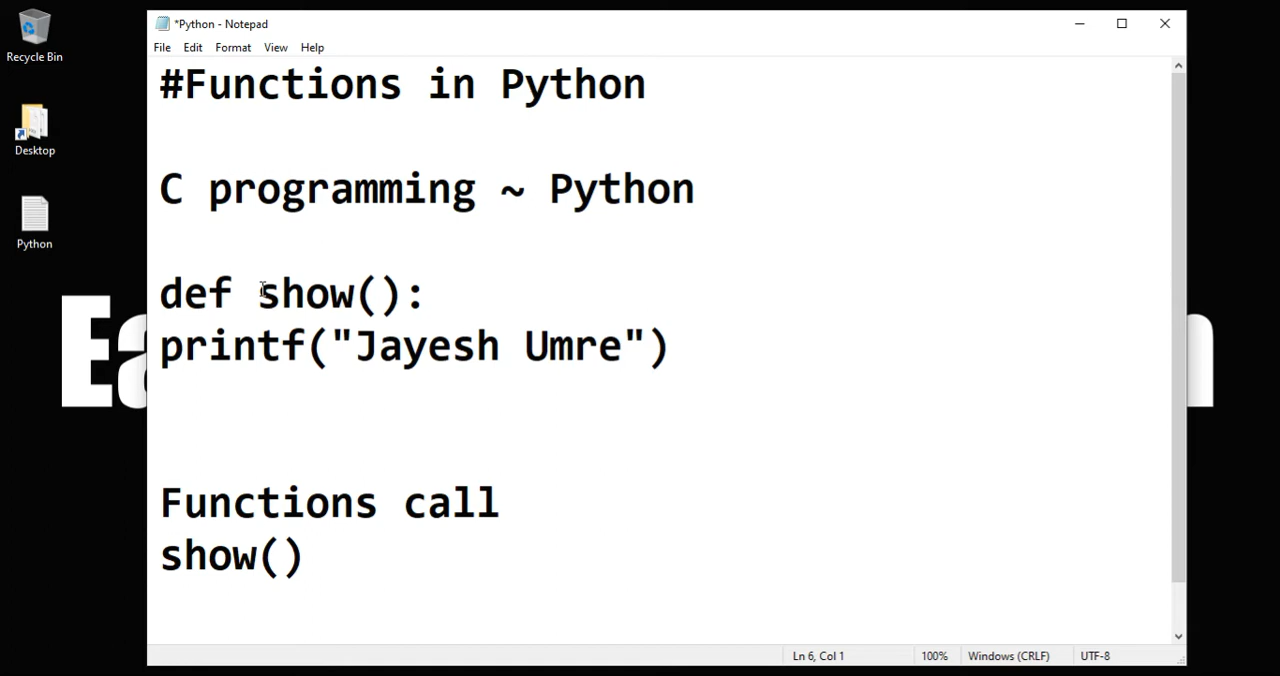 Recycle Bin
Desktop
Python
*Python - Notepad
File Edit Format View Help
#Functions in Python
C programming ~ Python
def show():
printf("Jayesh Umre")
Functions call
show()
Ln 6, Col 1 100% Windows (CRLF) UTF-8